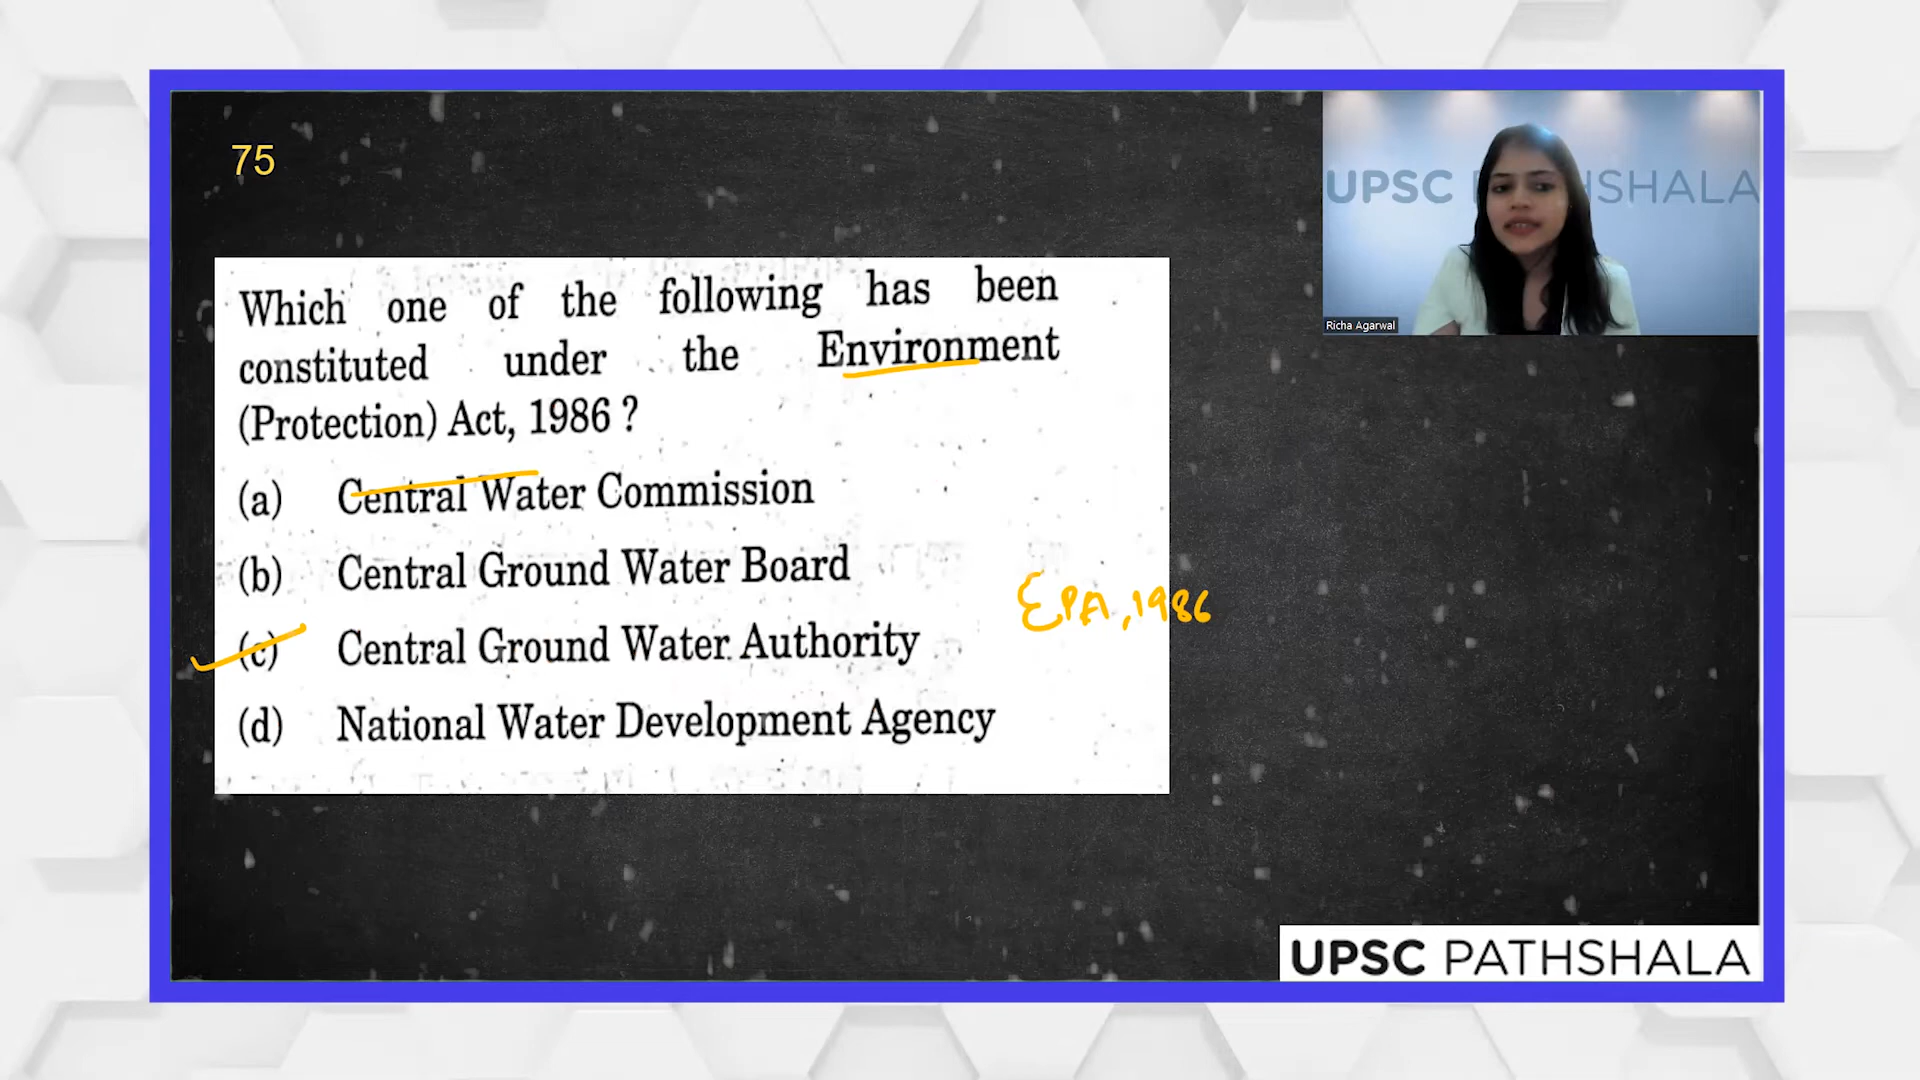 75
UPSC PATHSHALA
Richa Agarwal
Which one of the following has been
constituted under the Environment
(Protection) Act, 1986 ?
(a) Central Water Commission
(b) Central Ground Water Board
(c) Central Ground Water Authority
(d) National Water Development Agency
EPA, 1986
UPSC PATHSHALA